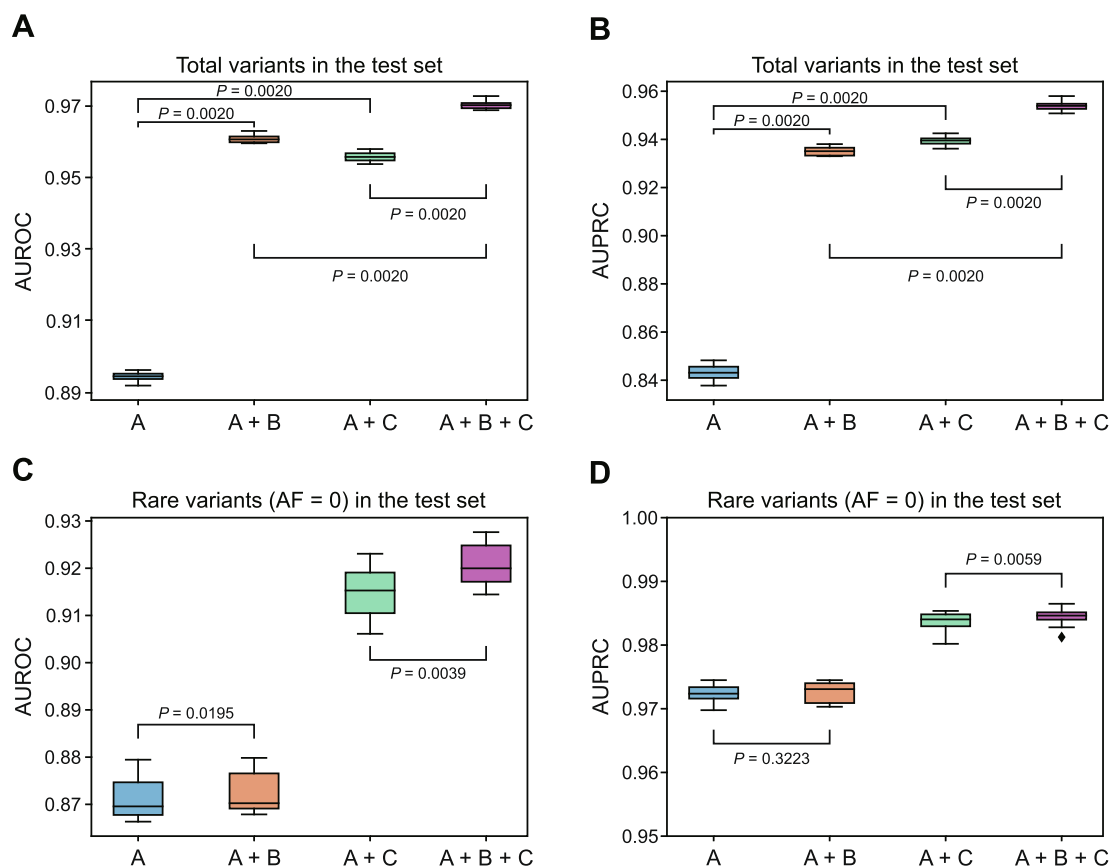 A
Total variants in the test set
AUROC
0.97
0.95
0.93
0.91
0.89
P = 0.0020
P = 0.0020
P = 0.0020
P = 0.0020
A
A + B
A + C
A + B + C
B
Total variants in the test set
AUPRC
0.96
0.94
0.92
0.90
0.88
0.86
0.84
P = 0.0020
P = 0.0020
P = 0.0020
P = 0.0020
A
A + B
A + C
A + B + C
C
Rare variants (AF = 0) in the test set
AUROC
0.93
0.92
0.91
0.90
0.89
0.88
0.87
P = 0.0039
P = 0.0195
A
A + B
A + C
A + B + C
D
Rare variants (AF = 0) in the test set
AUPRC
1.00
0.99
0.98
0.97
0.96
0.95
P = 0.0059
P = 0.3223
A
A + B
A + C
A + B + C